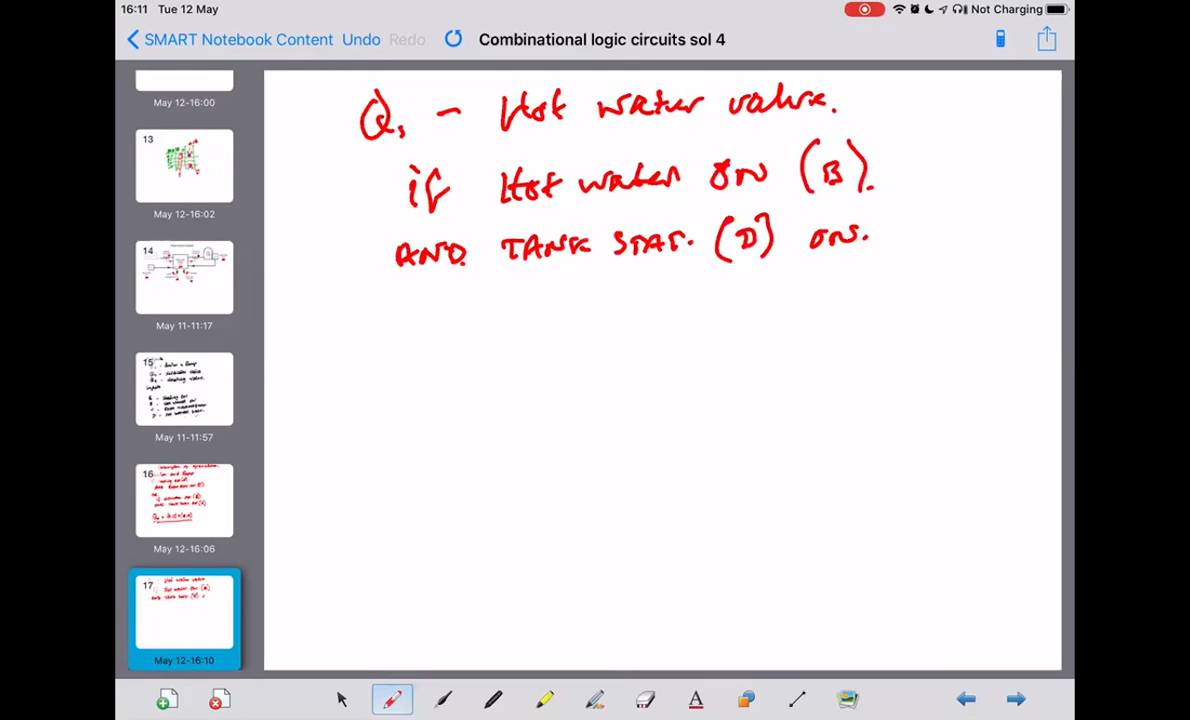 16:11 Tue 12 May
Not Charging
SMART Notebook Content Undo Redo
Combinational logic circuits sol 4
May 12-16:00
13
May 12-16:02
14
May 11-11:17
15
May 11-11:57
16
May 12-16:06
17
May 12-16:10
Q₁ - Hot water valve.
if Hot water ON (B).
AND TANK STAT. (D) ON.
A